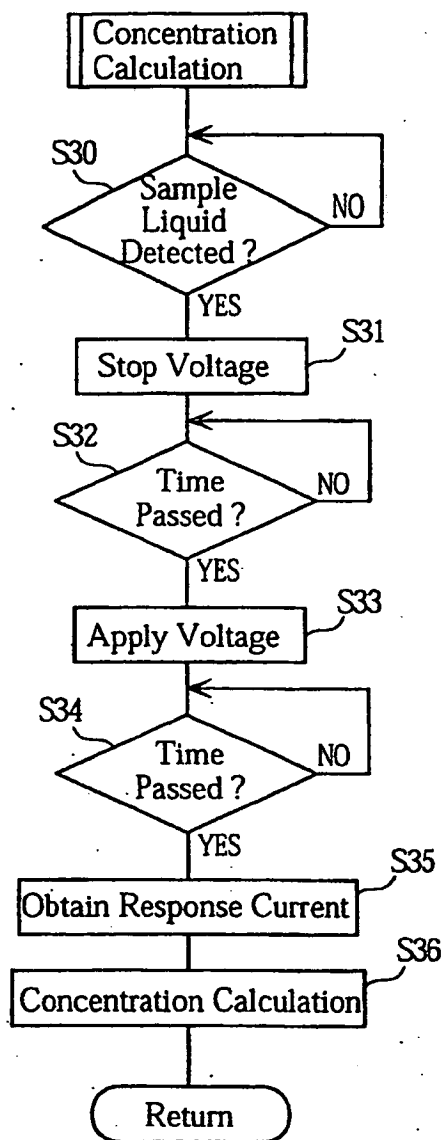 Concentration
Calculation
S30
Sample
Liquid
Detected ?
NO
YES
S31
Stop Voltage
S32
Time
Passed ?
NO
YES
S33
Apply Voltage
S34
Time
Passed ?
NO
YES
S35
Obtain Response Current
S36
Concentration Calculation
Return